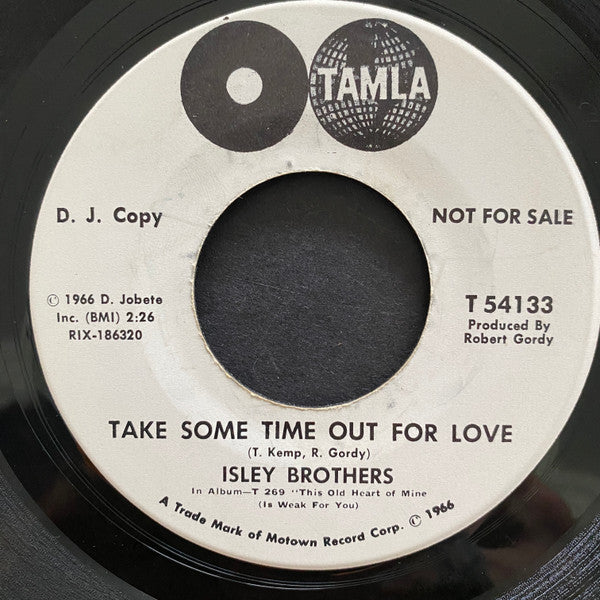 TAMLA
D. J. Copy
NOT FOR SALE
© 1966 D. Jobete
Inc. (BMI) 2:26
RIX-186320
T 54133
Produced By
Robert Gordy
TAKE SOME TIME OUT FOR LOVE
(T. Kemp, R. Gordy)
ISLEY BROTHERS
In Album—T 269 "This Old Heart of Mine
(Is Weak For You)
A Trade Mark of Motown Record Corp. © 1966